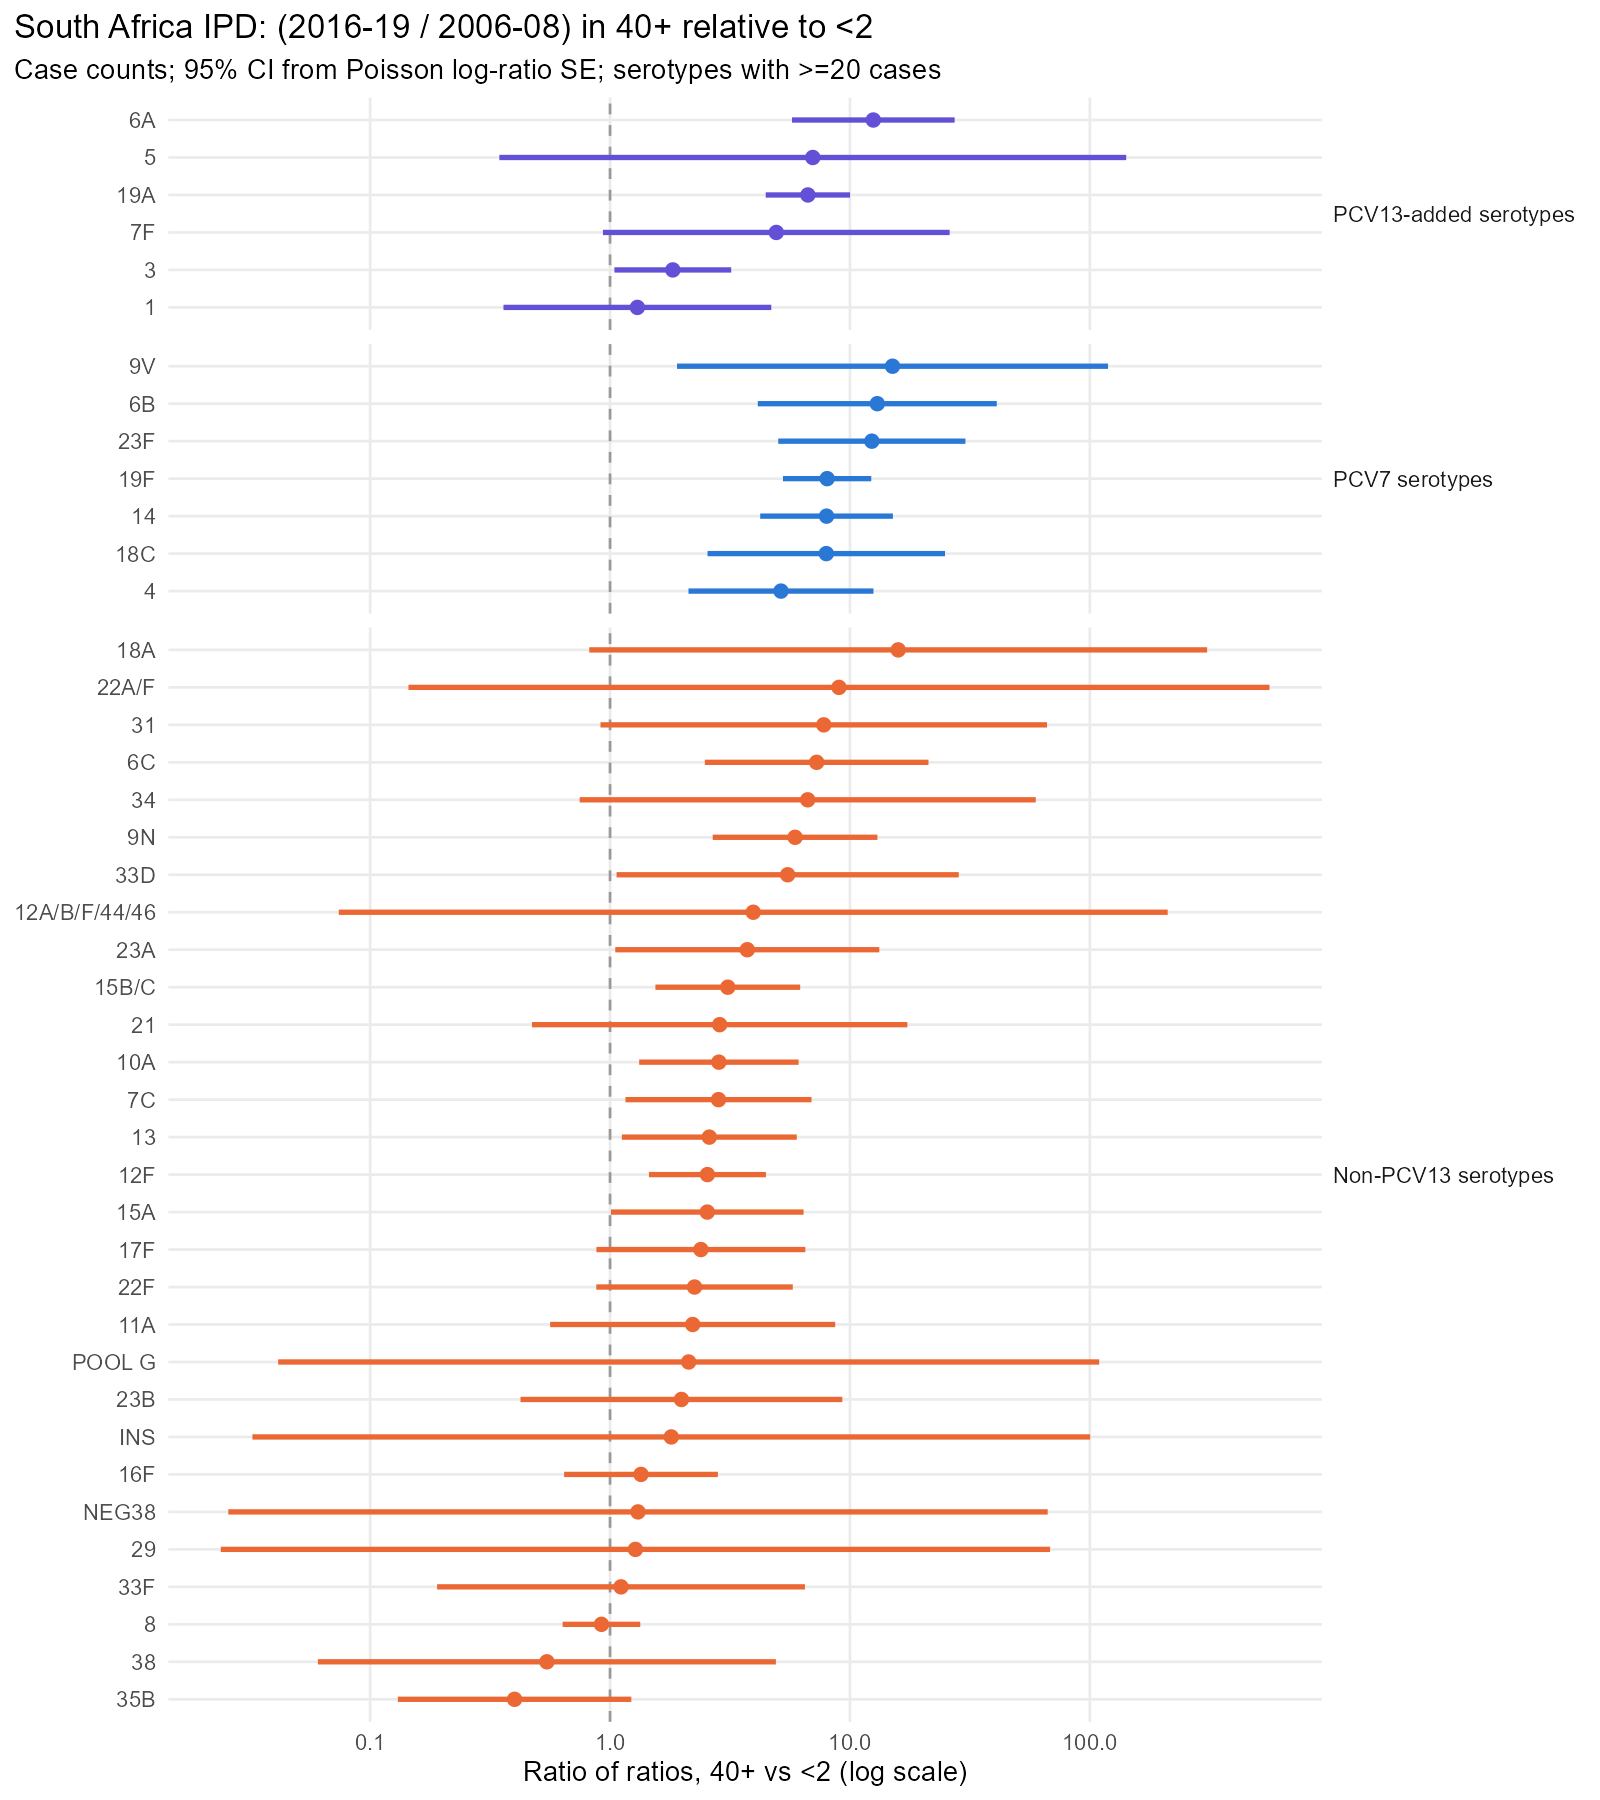 South Africa IPD: (2016-19 / 2006-08) in 40+ relative to <2
Case counts; 95% CI from Poisson log-ratio SE; serotypes with >=20 cases
6A
5
19A
7F
3
1
PCV13-added serotypes
9V
6B
23F
19F
14
18C
4
PCV7 serotypes
18A
22A/F
31
6C
34
9N
33D
12A/B/F/44/46
23A
15B/C
21
10A
7C
13
12F
15A
17F
22F
11A
POOL G
23B
INS
16F
NEG38
29
33F
8
38
35B
Non-PCV13 serotypes
0.1 1.0 10.0 100.0
Ratio of ratios, 40+ vs <2 (log scale)